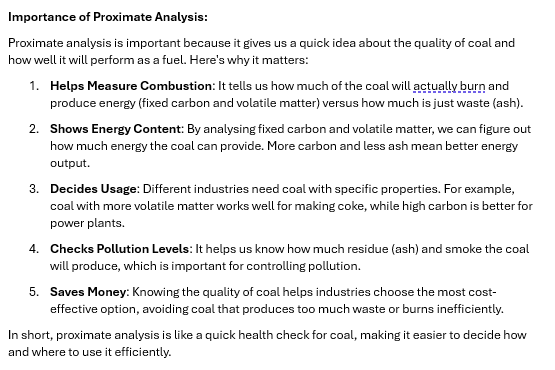 Importance of Proximate Analysis:
Proximate analysis is important because it gives us a quick idea about the quality of coal and
how well it will perform as a fuel. Here's why it matters:
1. Helps Measure Combustion: It tells us how much of the coal will actually burn and
produce energy (fixed carbon and volatile matter) versus how much is just waste (ash).
2. Shows Energy Content: By analysing fixed carbon and volatile matter, we can figure out
how much energy the coal can provide. More carbon and less ash mean better energy
output.
3. Decides Usage: Different industries need coal with specific properties. For example,
coal with more volatile matter works well for making coke, while high carbon is better for
power plants.
4. Checks Pollution Levels: It helps us know how much residue (ash) and smoke the coal
will produce, which is important for controlling pollution.
5. Saves Money: Knowing the quality of coal helps industries choose the most cost-
effective option, avoiding coal that produces too much waste or burns inefficiently.
In short, proximate analysis is like a quick health check for coal, making it easier to decide how
and where to use it efficiently.